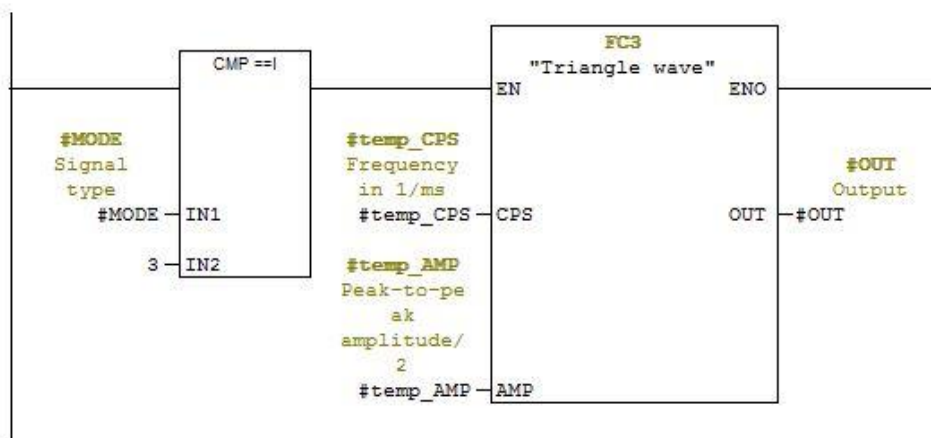 FC3
CMP ==I
"Triangle wave"
EN
ENO
#MODE
Signal
type
#MODE
IN1
3
IN2
#temp_CPS
Frequency
in 1/ms
#temp_CPS
CPS
#temp_AMP
Peak-to-pe
ak
amplitude/
2
#temp_AMP
AMP
#OUT
Output
OUT
#OUT